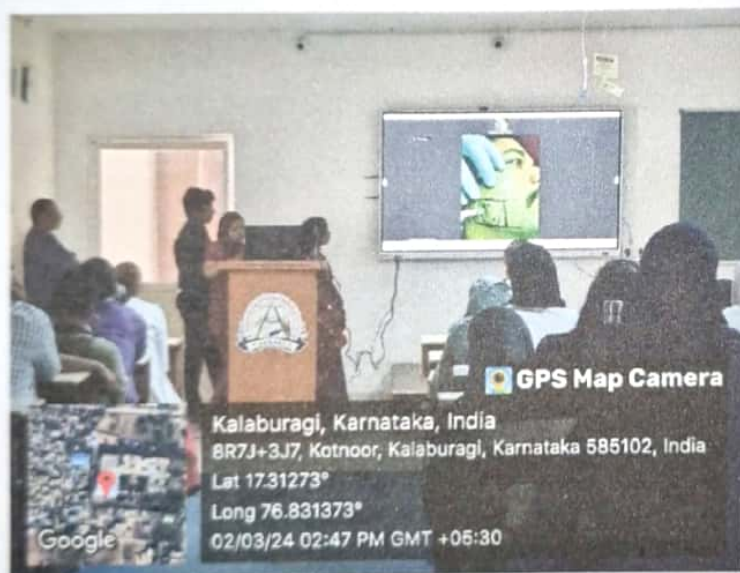 GPS Map Camera
Kalaburagi, Karnataka, India
8R7J+3J7, Kotnoor, Kalaburagi, Karnataka 585102, India
Lat 17.31273°
Long 76.831373°
02/03/24 02:47 PM GMT +05:30
Google